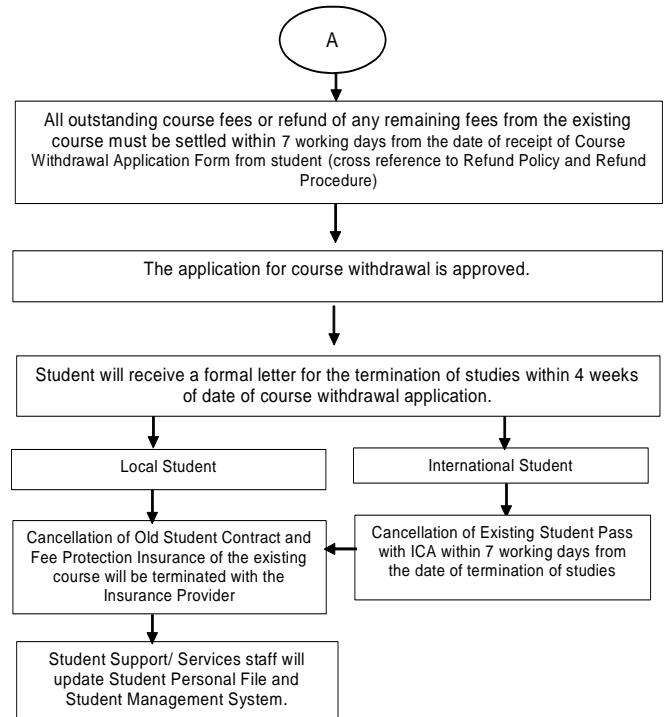 A
All outstanding course fees or refund of any remaining fees from the existing
course must be settled within 7 working days from the date of receipt of Course
Withdrawal Application Form from student (cross reference to Refund Policy and Refund
Procedure)
The application for course withdrawal is approved.
Student will receive a formal letter for the termination of studies within 4 weeks
of date of course withdrawal application.
Local Student
International Student
Cancellation of Old Student Contract and
Fee Protection Insurance of the existing
course will be terminated with the
Insurance Provider
Cancellation of Existing Student Pass
with ICA within 7 working days from
the date of termination of studies
Student Support/ Services staff will
update Student Personal File and
Student Management System.